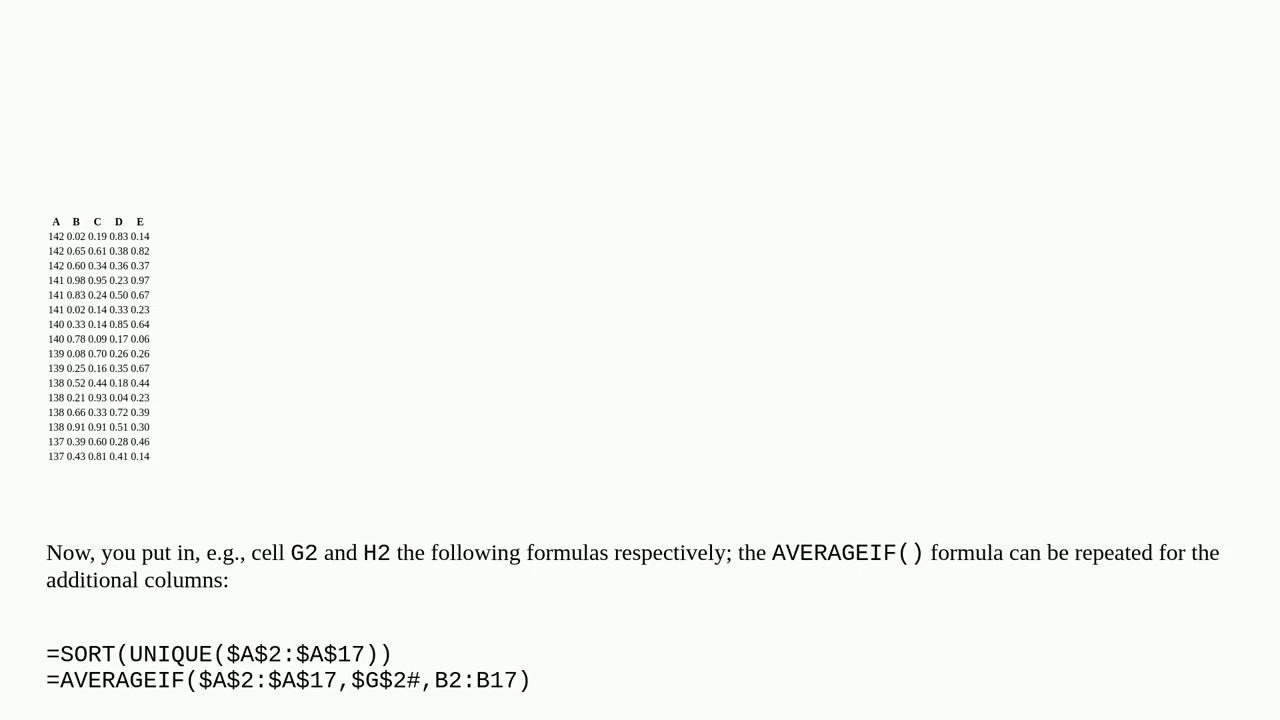 A B C D E
142 0.02 0.19 0.83 0.14
142 0.65 0.61 0.38 0.82
142 0.60 0.34 0.36 0.37
141 0.98 0.95 0.23 0.97
141 0.83 0.24 0.50 0.67
141 0.02 0.14 0.33 0.23
140 0.33 0.14 0.85 0.64
140 0.78 0.09 0.17 0.06
139 0.08 0.70 0.26 0.26
139 0.25 0.16 0.35 0.67
138 0.52 0.44 0.18 0.44
138 0.21 0.93 0.04 0.23
138 0.66 0.33 0.72 0.39
138 0.91 0.91 0.51 0.30
137 0.39 0.60 0.28 0.46
137 0.43 0.81 0.41 0.14
Now, you put in, e.g., cell G2 and H2 the following formulas respectively; the AVERAGEIF() formula can be repeated for the
additional columns:
=SORT(UNIQUE($A$2:$A$17))
=AVERAGEIF($A$2:$A$17,$G$2#,B2:B17)